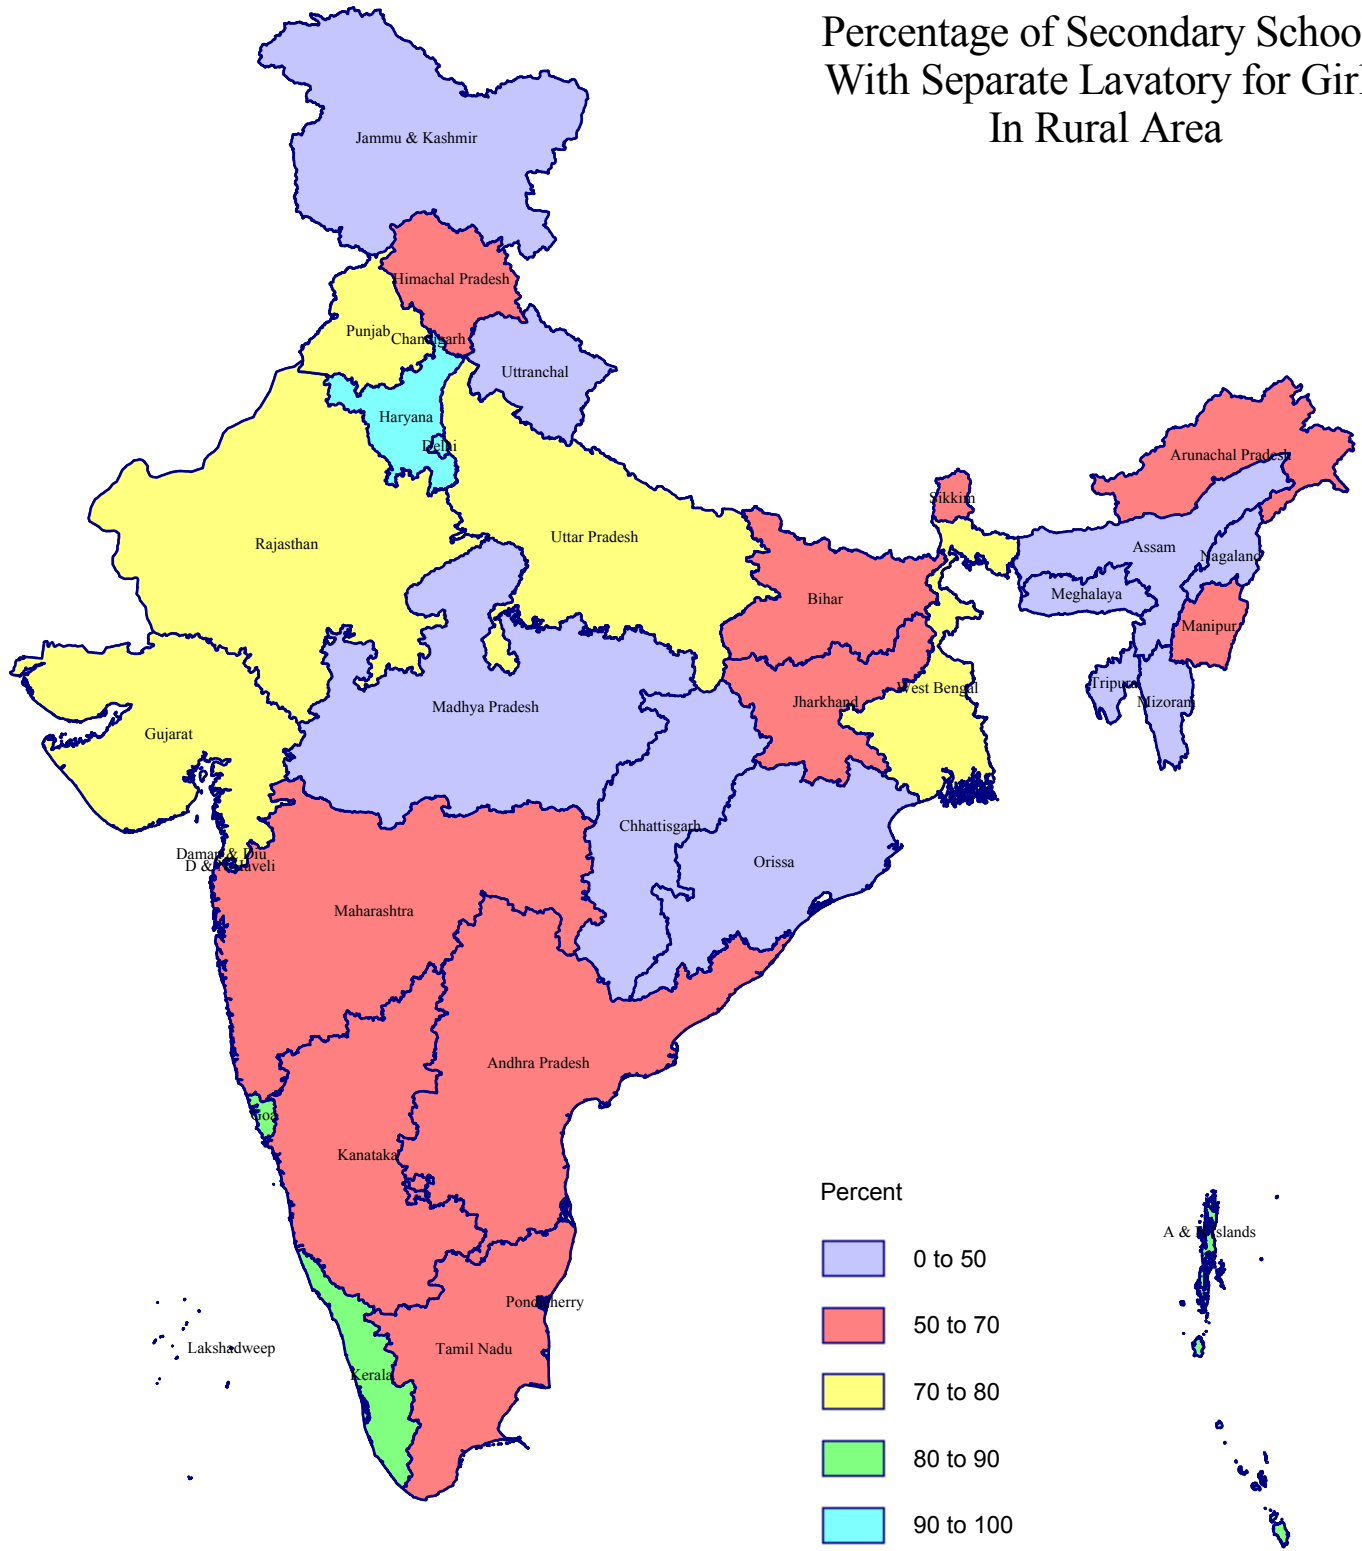 Percentage of Secondary Schoo
With Separate Lavatory for Girl
In Rural Area
Jammu & Kashmir
Himachal Pradesh
Punjab
Chandigarh
Uttranchal
Haryana
Delhi
Arunachal Pradesh
Sikkim
Rajasthan
Uttar Pradesh
Assam
Nagaland
Bihar
Meghalaya
Manipur
West Bengal
Tripura
Jharkhand
Mizoram
Madhya Pradesh
Gujarat
Chhattisgarh
Daman & Diu
D & N Haveli
Orissa
Maharashtra
Andhra Pradesh
Goa
Kanataka
Percent
A & N Islands
0 to 50
Pondicherry
50 to 70
Lakshadweep
Tamil Nadu
Kerala
70 to 80
80 to 90
90 to 100